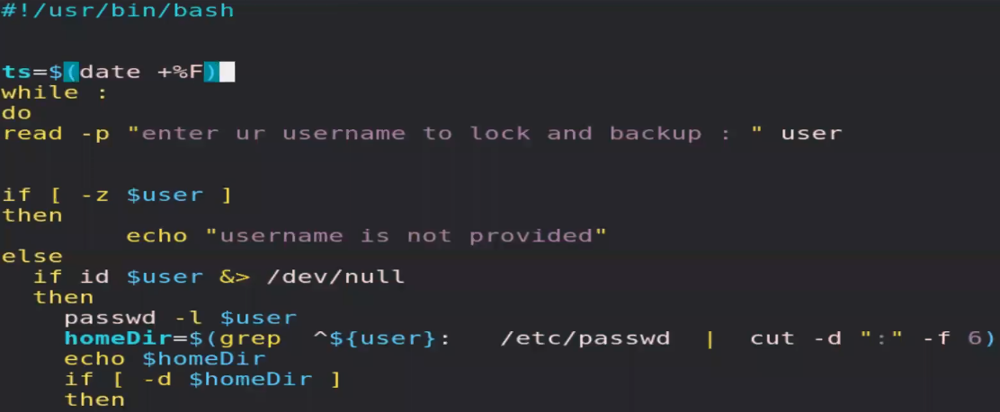 #!/usr/bin/bash
ts=$(date +%F)
while :
do
read -p "enter ur username to lock and backup : " user
if [ -z $user ]
then
echo "username is not provided"
else
if id $user &> /dev/null
then
passwd -l $user
homeDir=$(grep  ^${user}:   /etc/passwd  |  cut -d ":" -f 6)
echo $homeDir
if [ -d $homeDir ]
then